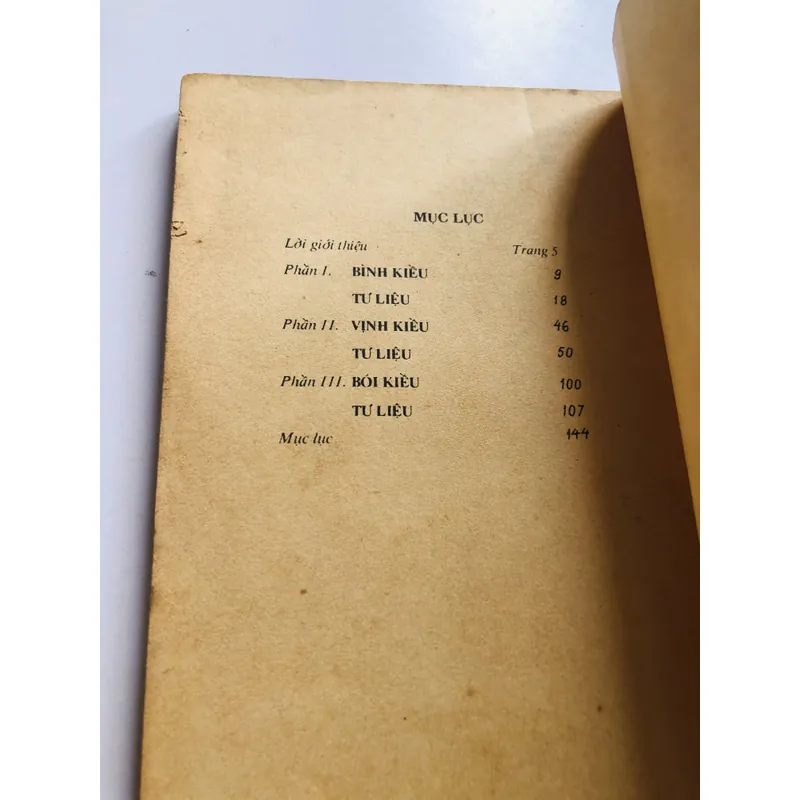 MỤC LỤC
Lời giới thiệu Trang 5
Phần I. BÌNH KIỀU 9
TƯ LIỆU 18
Phần II. VỊNH KIỀU 46
TƯ LIỆU 50
Phần III. BÓI KIỀU 100
TƯ LIỆU 107
Mục lục 144